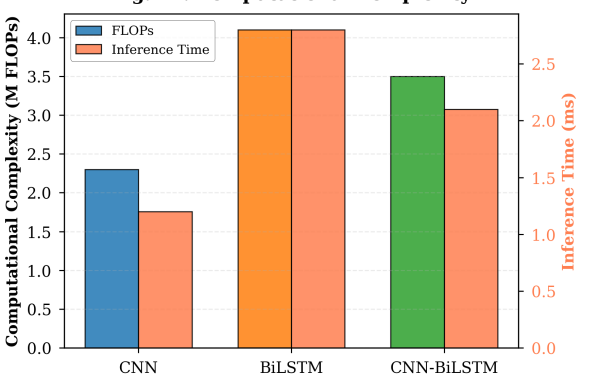 Computational Complexity (M FLOPs)
4.0
3.5
3.0
2.5
2.0
1.5
1.0
0.5
0.0
FLOPs
Inference Time
CNN
BiLSTM
CNN-BiLSTM
2.5
2.0
1.5
1.0
0.5
0.0
Inference Time (ms)